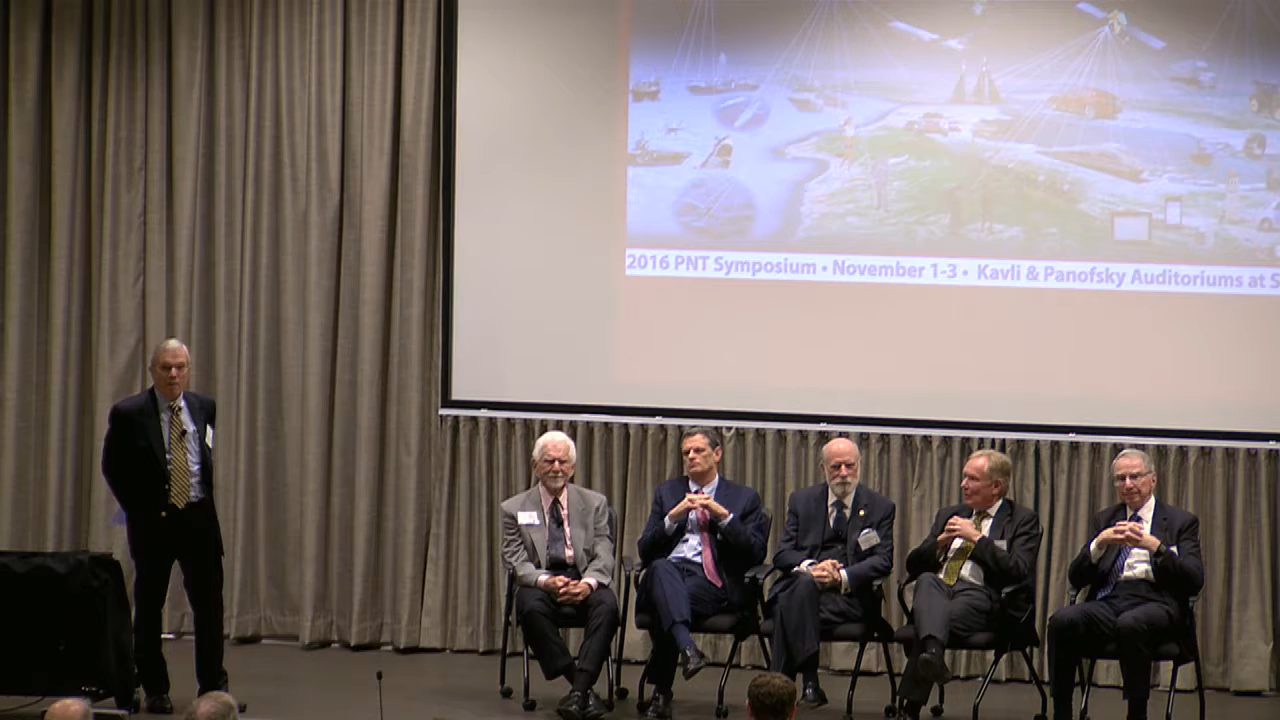 2016 PNT Symposium • November 1-3 • Kavli & Panofsky Auditoriums at S